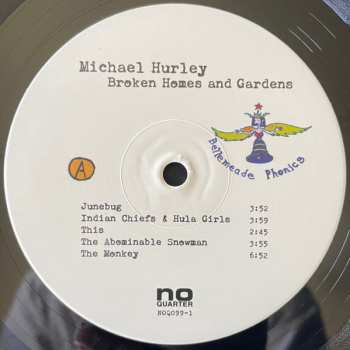 Michael Hurley
Broken Homes and Gardens
Bellemeade Phonics
A
Junebug 3:52
Indian Chiefs & Hula Girls 3:59
This 2:45
The Abominable Snowman 3:55
The Monkey 6:52
no
QUARTER
NOQ099-1